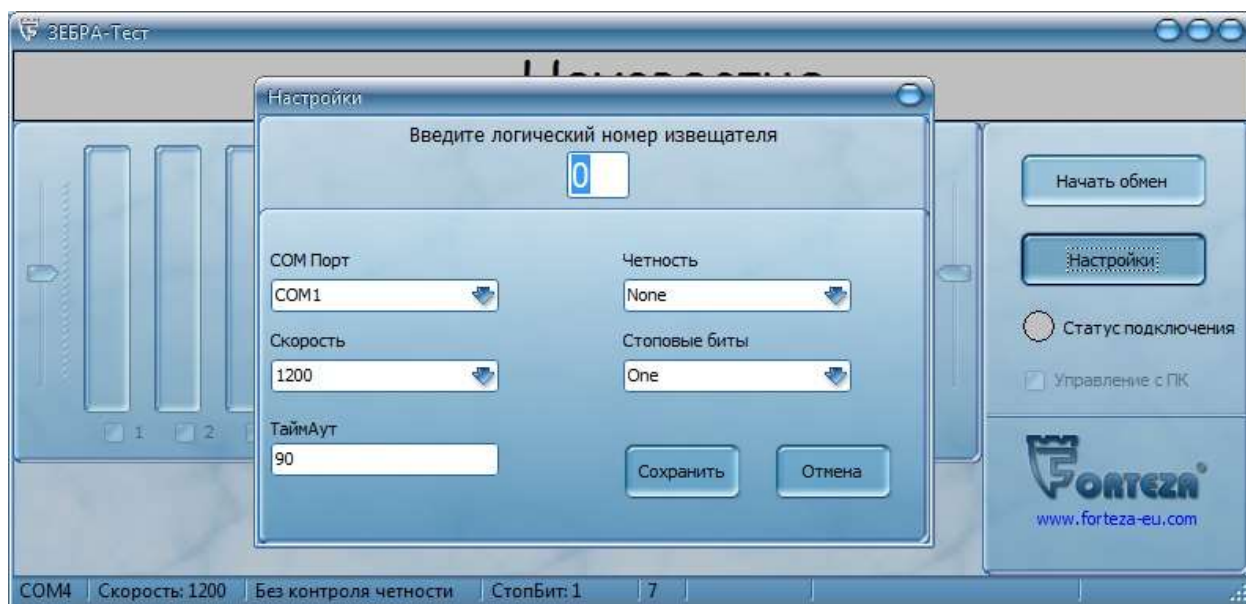 ЗЕБРА-Тест
Настройки
Введите логический номер извещателя
0
COM Порт
Четность
COM1
None
Скорость
Стоповые биты
1200
One
ТаймАут
90
Сохранить
Отмена
1
2
Начать обмен
Настройки
Статус подключения
Управление с ПК
FORTEZA®
www.forteza-eu.com
COM4 Скорость: 1200 Без контроля четности СтопБит: 1 7